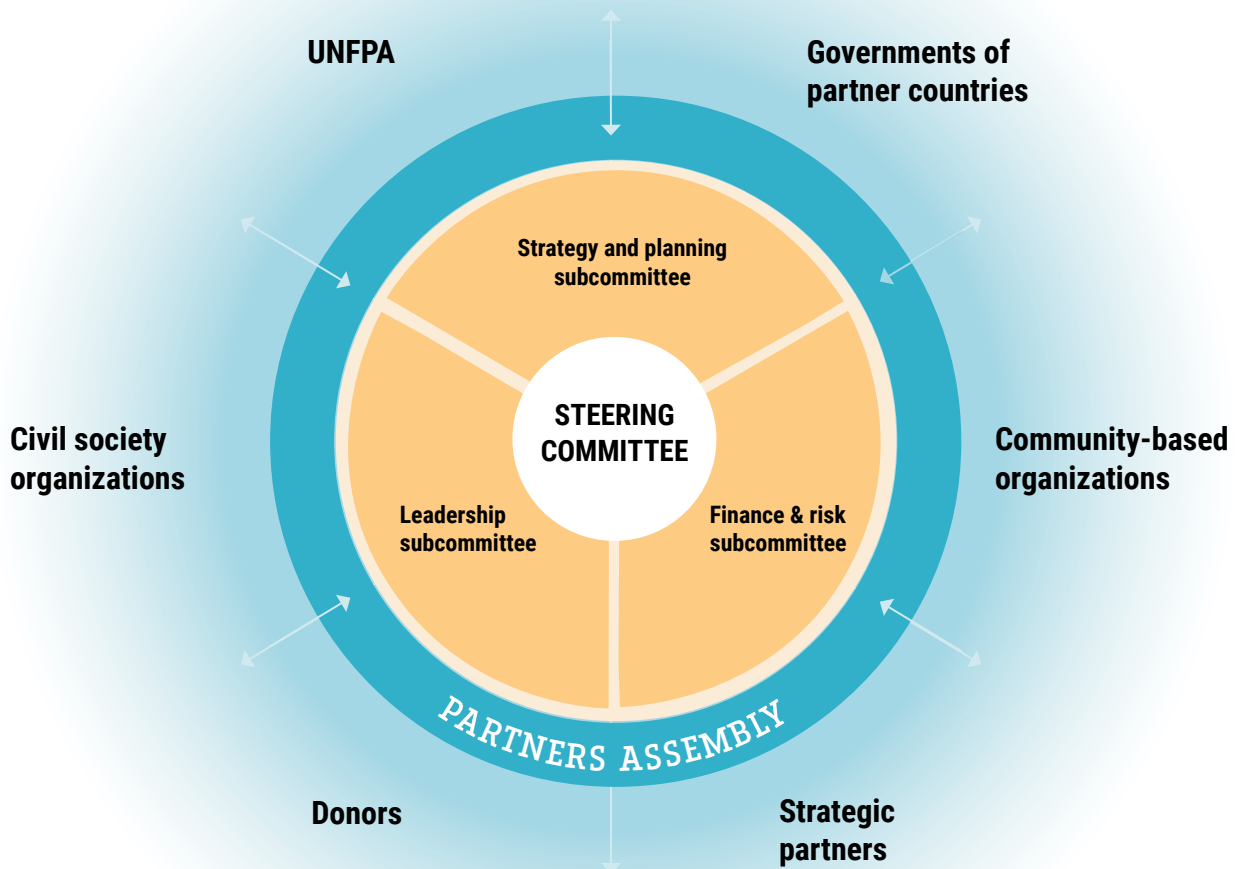 UNFPA
Governments of
partner countries
Strategy and planning
subcommittee
STEERING
COMMITTEE
Civil society
organizations
Community-based
organizations
Leadership
subcommittee
Finance & risk
subcommittee
PARTNERS ASSEMBLY
Donors
Strategic
partners